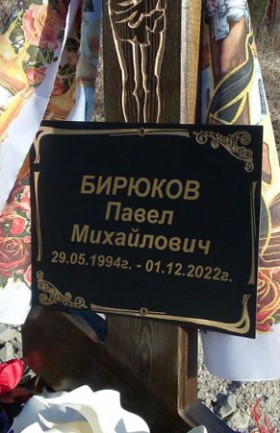 БИРЮКОВ
Павел
Михайлович
29.05.1994г. - 01.12.2022г.